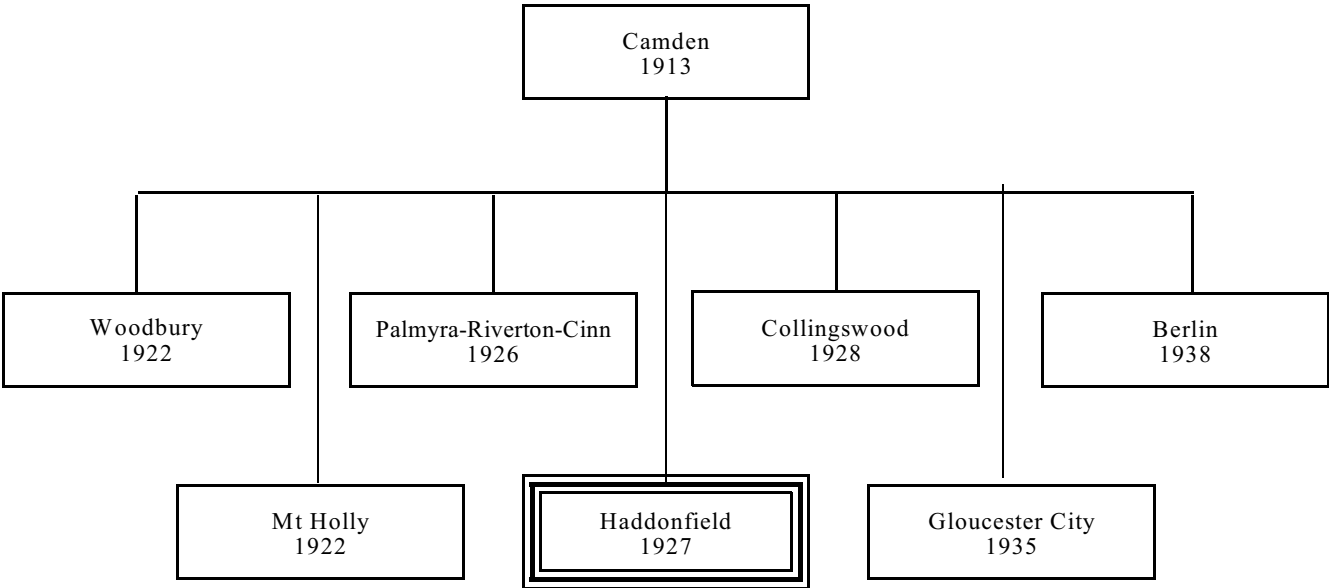 Camden
1913
Woodbury
1922
Palmyra-Riverton-Cinn
1926
Collingswood
1928
Berlin
1938
Mt Holly
1922
Haddonfield
1927
Gloucester City
1935